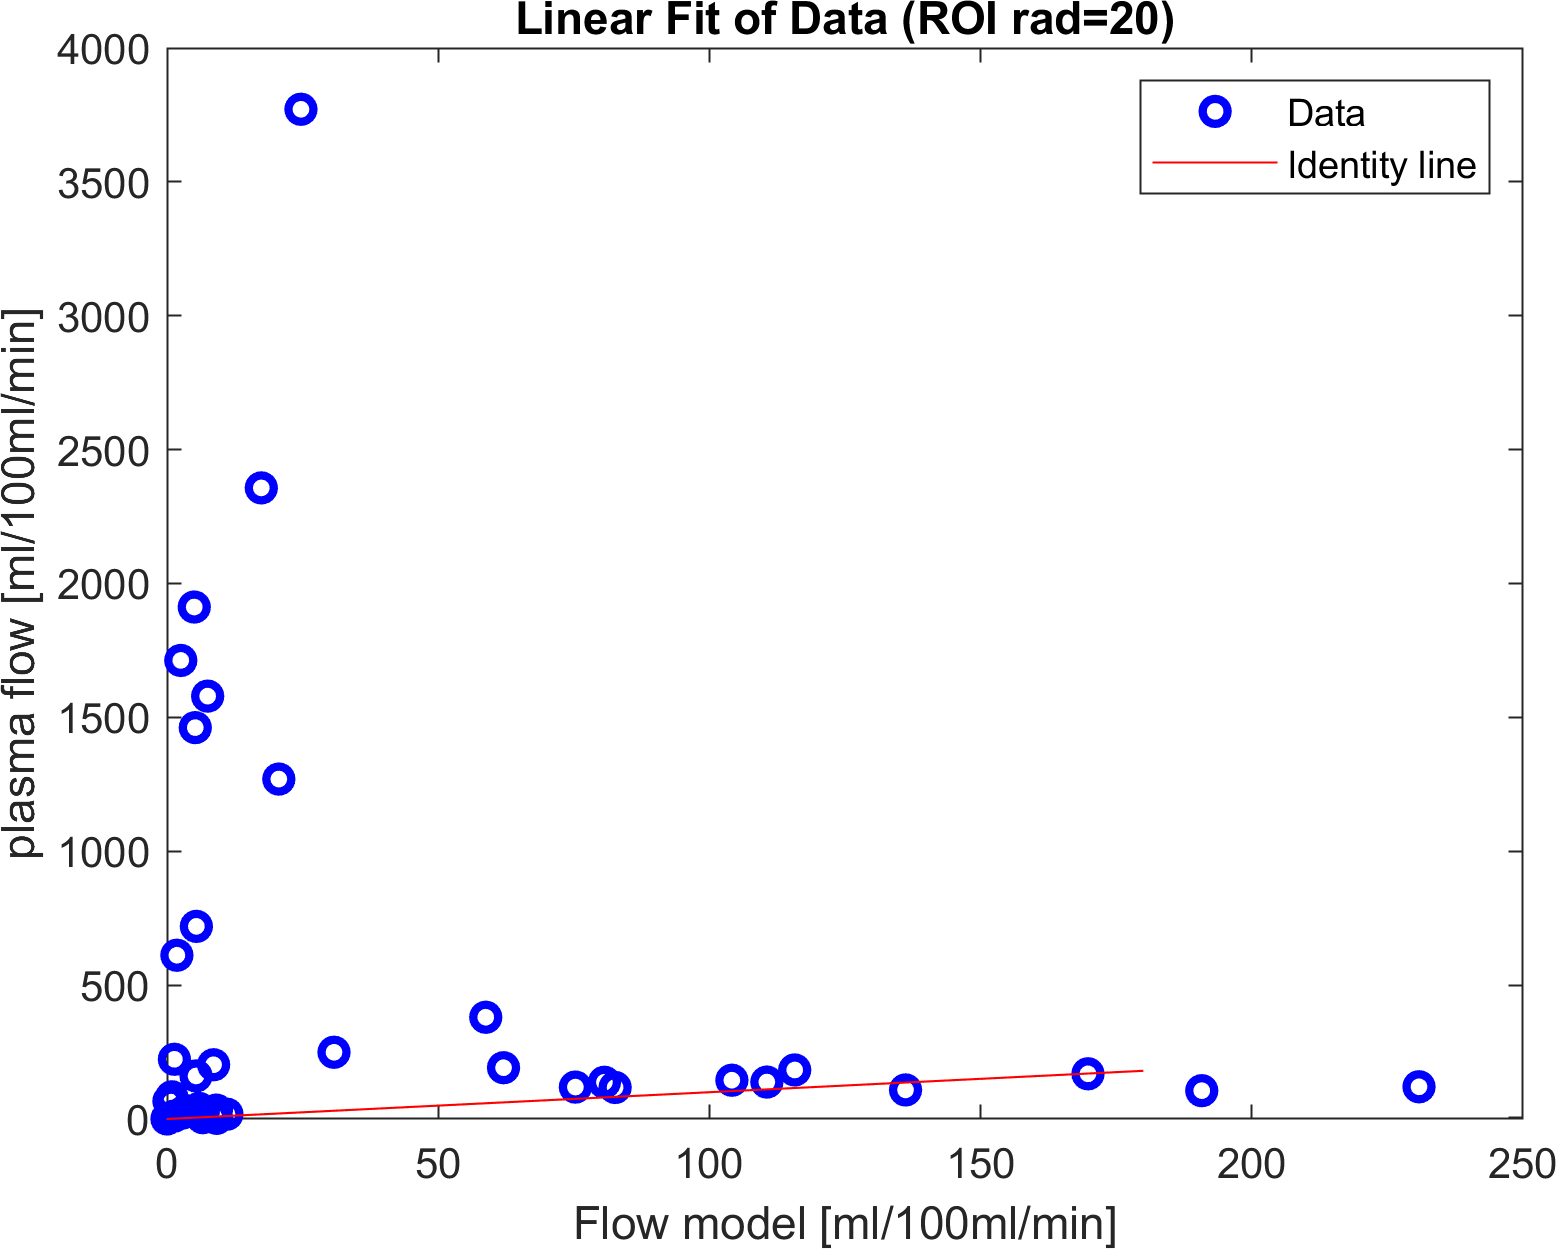 Linear Fit of Data (ROI rad=20)
4000
3500
3000
2500
2000
1500
1000
500
0
plasma flow [ml/100ml/min]
Data
Identity line
0 50 100 150 200 250
Flow model [ml/100ml/min]